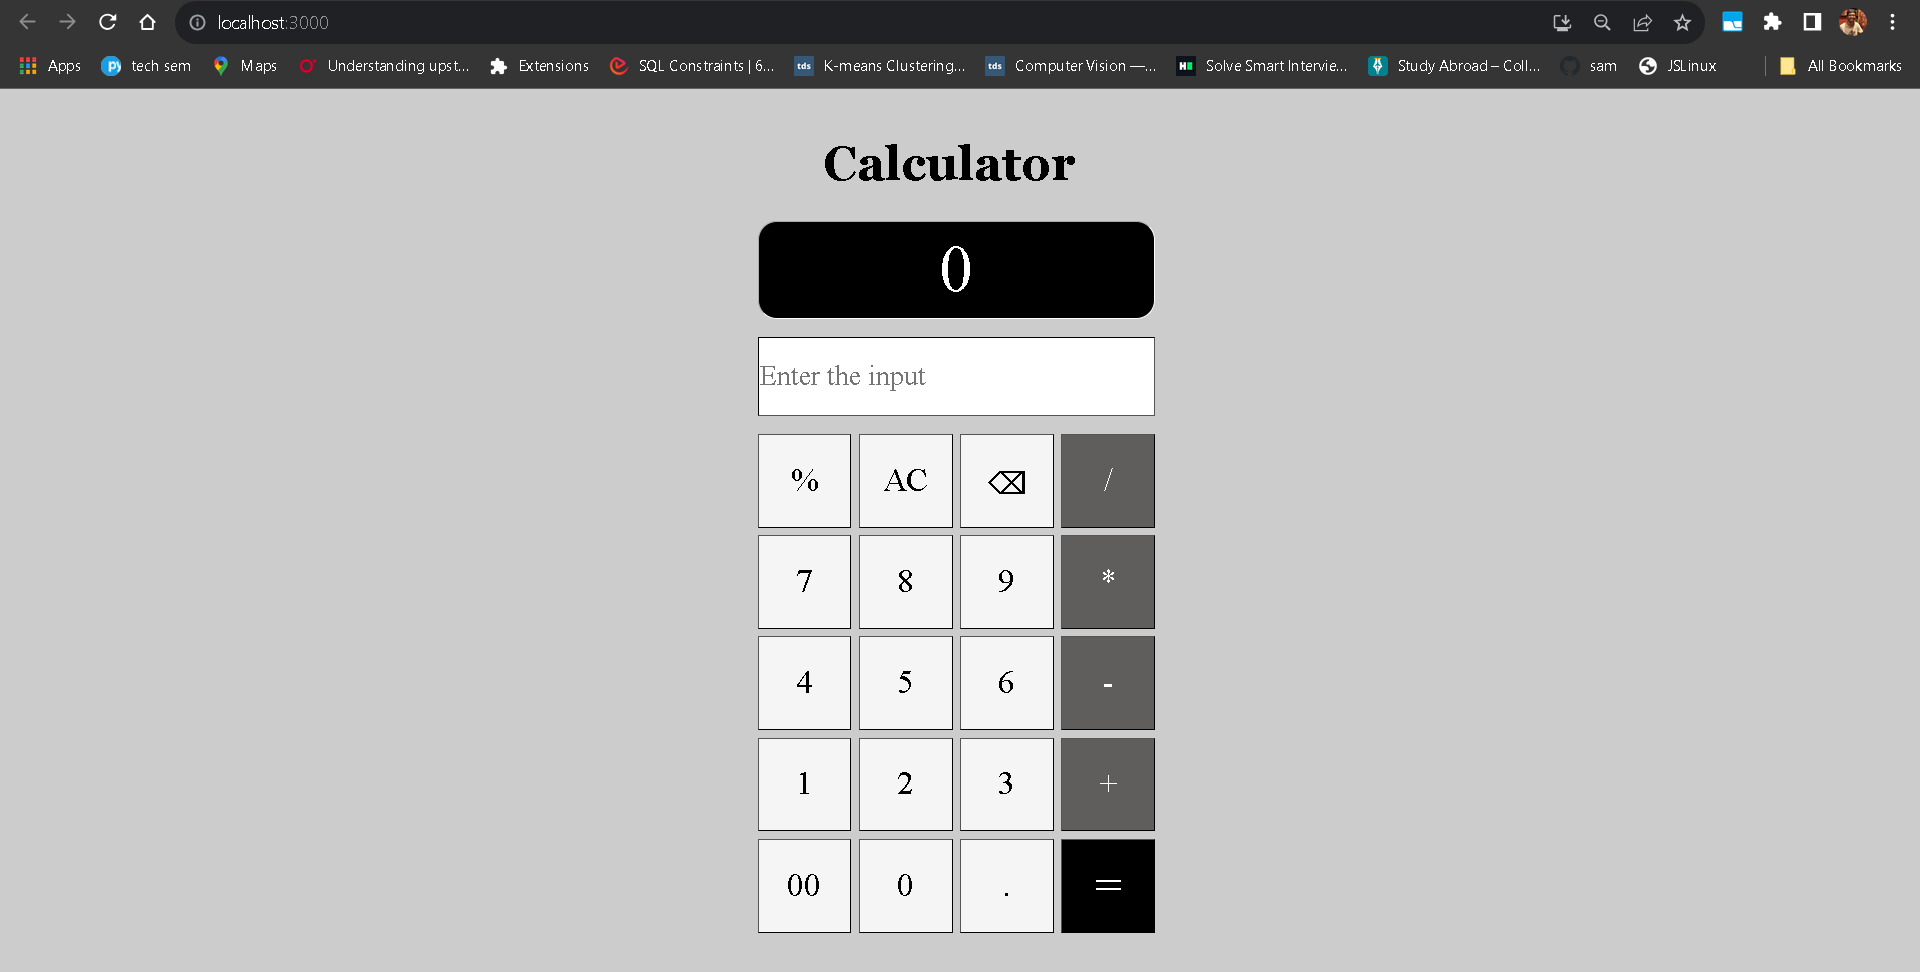 localhost:3000
Apps tech sem Maps Understanding upst... Extensions SQL Constraints | 6... tds K-means Clustering... tds Computer Vision —... H Solve Smart Intervie... Study Abroad – Coll... sam JSLinux All Bookmarks
Calculator
0
Enter the input
% AC ⌫ /
7 8 9 *
4 5 6 -
1 2 3 +
00 0 . =